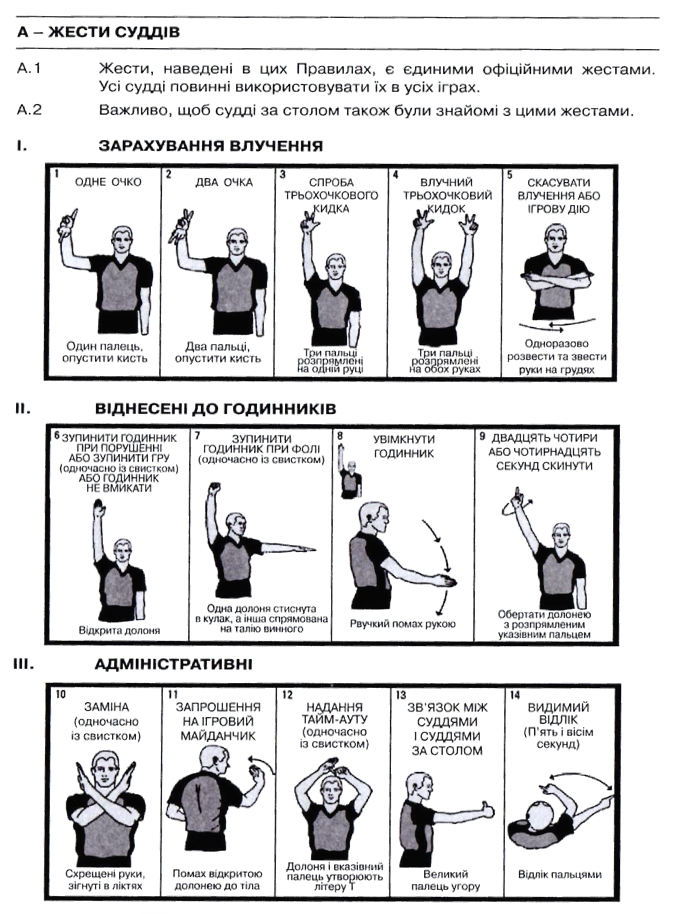 А – ЖЕСТИ СУДДІВ
А.1 Жести, наведені в цих Правилах, є єдиними офіційними жестами.
Усі судді повинні використовувати їх в усіх іграх.
А.2 Важливо, щоб судді за столом також були знайомі з цими жестами.
I. ЗАРАХУВАННЯ ВЛУЧЕННЯ
1 ОДНЕ ОЧКО
Один палець,
опустити кисть
2 ДВА ОЧКА
Два пальці,
опустити кисть
3 СПРОБА
ТРЬОХОЧКОВОГО
КИДКА
Три пальці
розпрямлені
на одній руці
4 ВЛУЧНИЙ
ТРЬОХОЧКОВИЙ
КИДОК
Три пальці
розпрямлені
на обох руках
5 СКАСУВАТИ
ВЛУЧЕННЯ АБО
ІГРОВУ ДІЮ
Одноразово
розвести та звести
руки на грудях
II. ВІДНЕСЕНІ ДО ГОДИННИКІВ
6 ЗУПИНИТИ ГОДИННИК
ПРИ ПОРУШЕННІ
АБО ЗУПИНИТИ ГРУ
(одночасно із свистком)
АБО ГОДИННИК
НЕ ВМИКАТИ
Відкрита долоня
7 ЗУПИНИТИ
ГОДИННИК ПРИ ФОЛІ
(одночасно із свистком)
Одна долоня стиснута
в кулак, а інша спрямована
на талію винного
8 УВІМКНУТИ
ГОДИННИК
Рвучкий помах рукою
9 ДВАДЦЯТЬ ЧОТИРИ
АБО ЧОТИРНАДЦЯТЬ
СЕКУНД СКИНУТИ
Обертати долонею
з розпрямленим
указівним пальцем
III. АДМІНІСТРАТИВНІ
10 ЗАМІНА
(одночасно
із свистком)
Схрещені руки,
зігнуті в ліктях
11 ЗАПРОШЕННЯ
НА ІГРОВИЙ
МАЙДАНЧИК
Помах відкритою
долонею до тіла
12 НАДАННЯ
ТАЙМ-АУТУ
(одночасно
із свистком)
Долоня і вказівний
палець утворюють
літеру Т
13 ЗВ'ЯЗОК МІЖ
СУДДЯМИ
І СУДДЯМИ
ЗА СТОЛОМ
Великий
палець угору
14 ВИДИМИЙ
ВІДЛІК
(П'ять і вісім
секунд)
Відлік пальцями